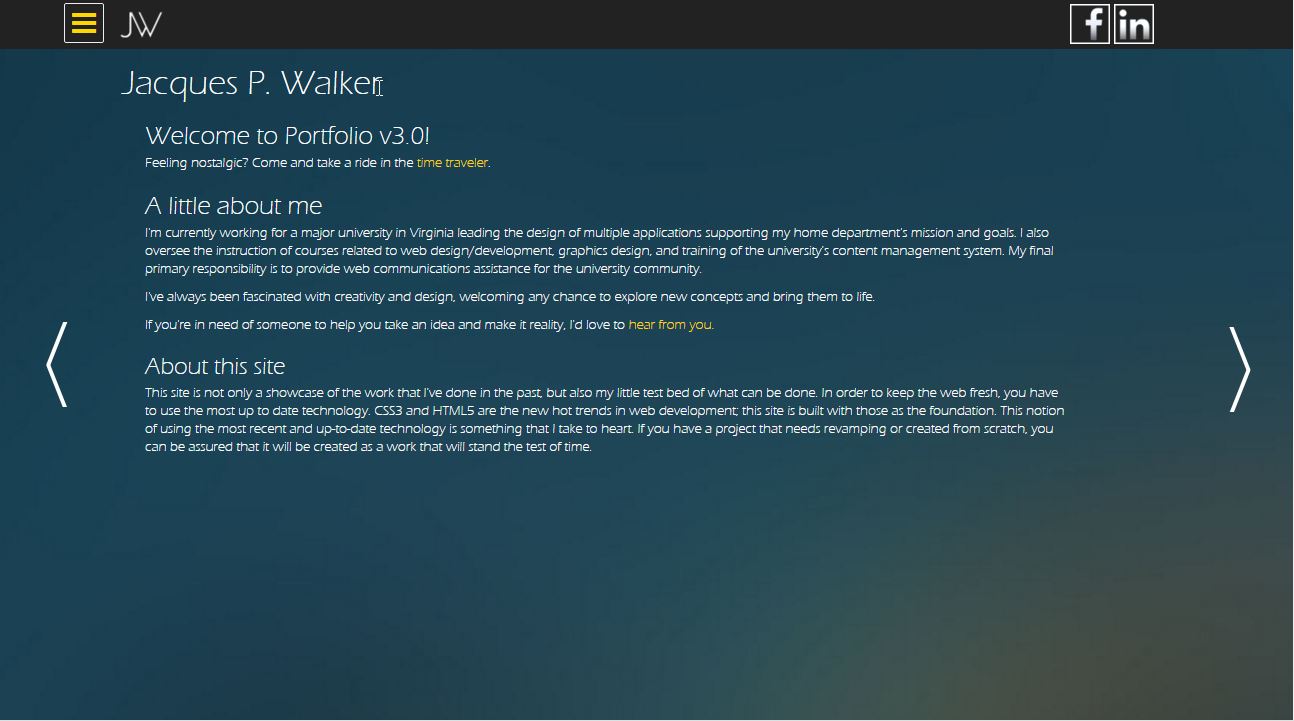 JW
f in
Jacques P. Walker
Welcome to Portfolio v3.0!
Feeling nostalgic? Come and take a ride in the time traveler.
A little about me
I'm currently working for a major university in Virginia leading the design of multiple applications supporting my home department's mission and goals. I also
oversee the instruction of courses related to web design/development, graphics design, and training of the university's content management system. My final
primary responsibility is to provide web communications assistance for the university community.
I've always been fascinated with creativity and design, welcoming any chance to explore new concepts and bring them to life.
If you're in need of someone to help you take an idea and make it reality, I'd love to hear from you.
About this site
This site is not only a showcase of the work that I've done in the past, but also my little test bed of what can be done. In order to keep the web fresh, you have
to use the most up to date technology. CSS3 and HTML5 are the new hot trends in web development; this site is built with those as the foundation. This notion
of using the most recent and up-to-date technology is something that I take to heart. If you have a project that needs revamping or created from scratch, you
can be assured that it will be created as a work that will stand the test of time.